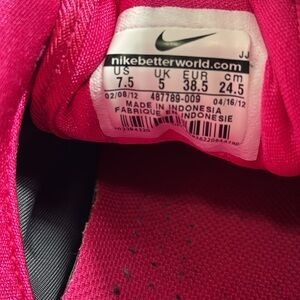 JJ
nikebetterworld.com
US UK EUR cm
7.5 5 38.5 24.5
02/08/12 487789-009 04/16/12
MADE IN INDONESIA
FABRIQUE EN INDONESIE